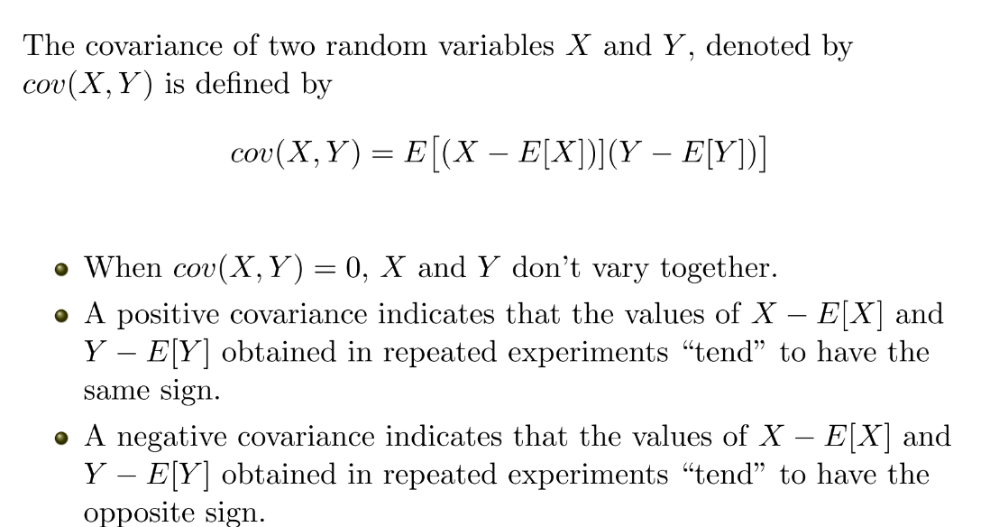 The covariance of two random variables X and Y, denoted by
cov(X, Y) is defined by
cov(X, Y) = E[(X − E[X])](Y − E[Y])]
• When cov(X, Y) = 0, X and Y don't vary together.
• A positive covariance indicates that the values of X − E[X] and
Y − E[Y] obtained in repeated experiments “tend” to have the
same sign.
• A negative covariance indicates that the values of X − E[X] and
Y − E[Y] obtained in repeated experiments “tend” to have the
opposite sign.